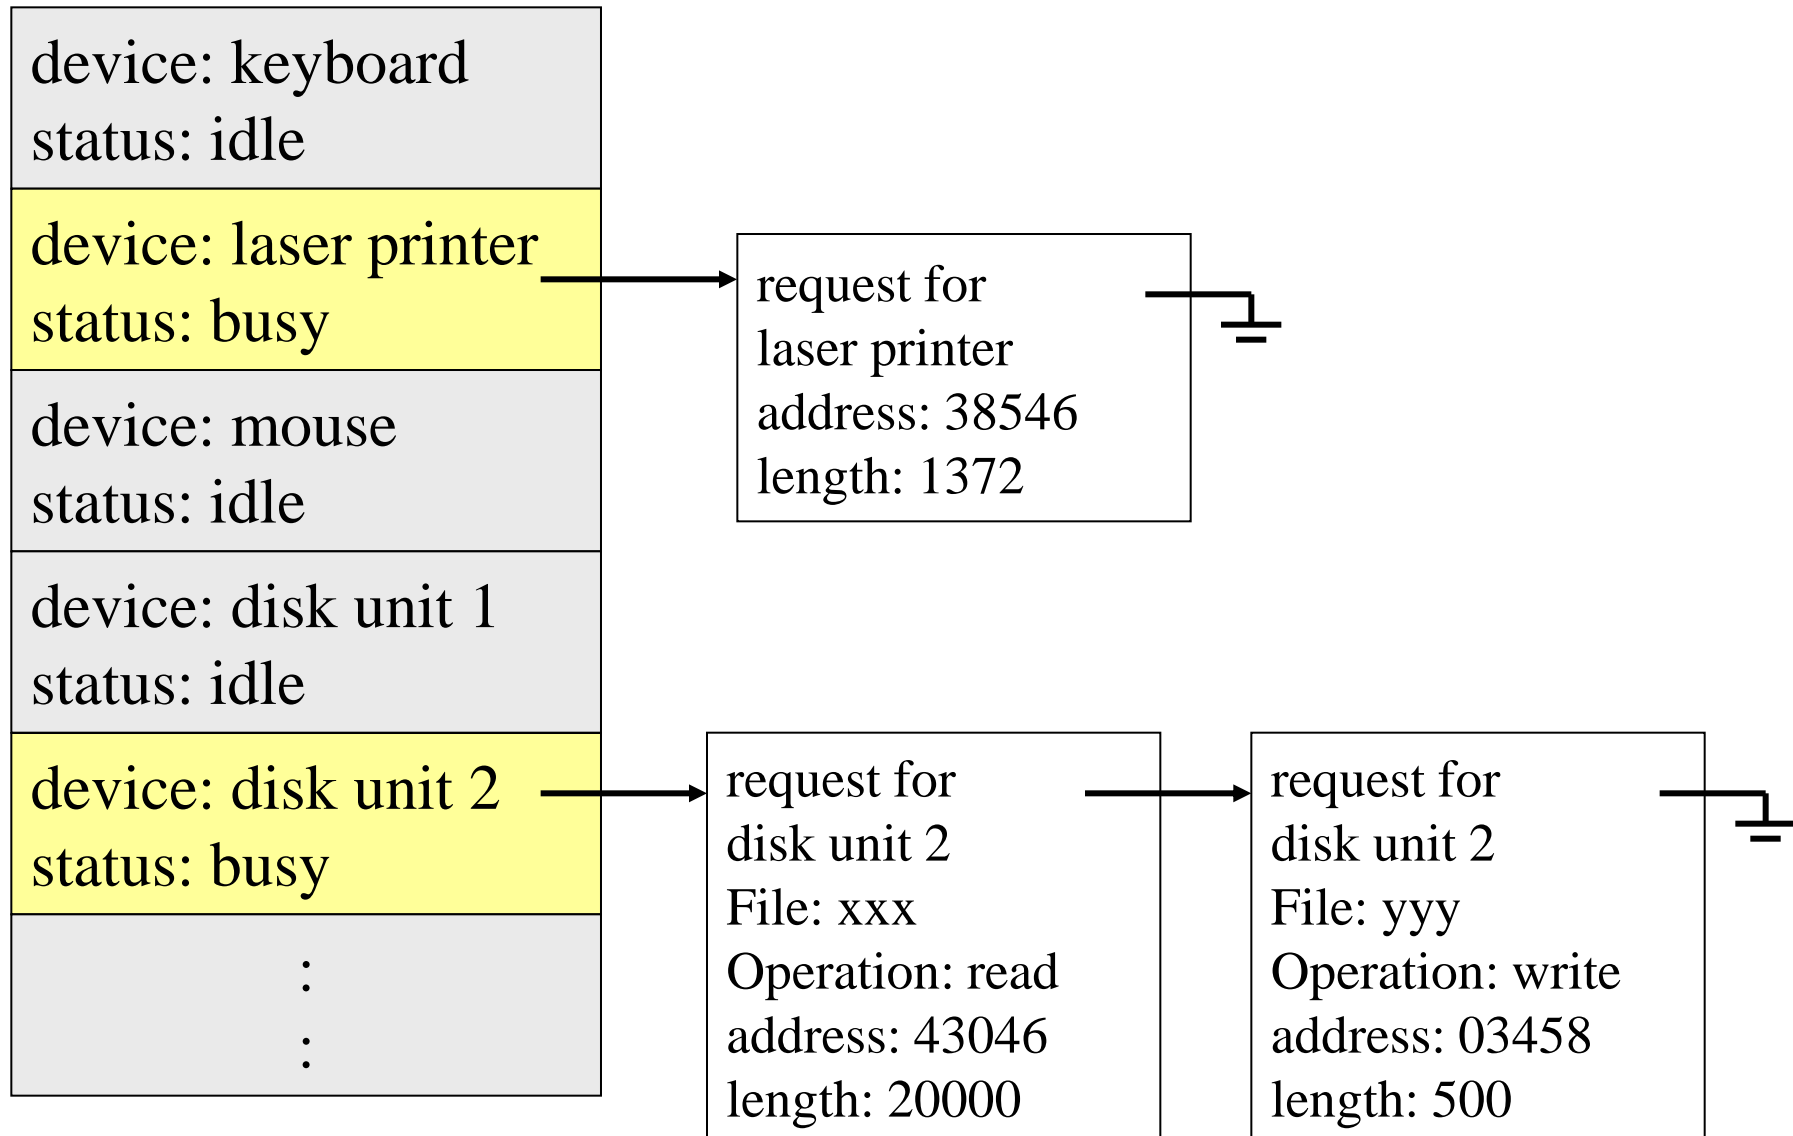 device: keyboard
status: idle
device: laser printer
status: busy
device: mouse
status: idle
device: disk unit 1
status: idle
device: disk unit 2
status: busy
:
:
request for
laser printer
address: 38546
length: 1372
request for
disk unit 2
File: xxx
Operation: read
address: 43046
length: 20000
request for
disk unit 2
File: yyy
Operation: write
address: 03458
length: 500